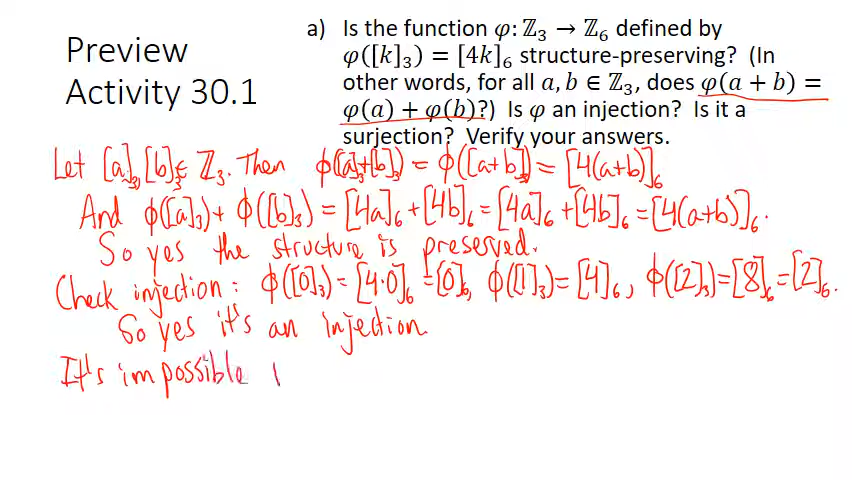 Preview
Activity 30.1
a) Is the function φ: ℤ₃ → ℤ₆ defined by
φ([k]₃) = [4k]₆ structure-preserving? (In
other words, for all a, b ∈ ℤ₃, does φ(a + b) =
φ(a) + φ(b)?) Is φ an injection? Is it a
surjection? Verify your answers.
Let [a]₃,[b]₃∈ ℤ₃. Then ϕ([a]₃+[b]₃) = ϕ([a+b]₃) = [4(a+b)]₆
And ϕ([a]₃)+ ϕ([b]₃) = [4a]₆+[4b]₆=[4a]₆+[4b]₆=[4(a+b)]₆.
So yes the structure is preserved.
Check injection: ϕ([0]₃)=[4·0]₆=[0]₆, ϕ([1]₃)=[4]₆, ϕ([2]₃)=[8]₆=[2]₆.
So yes it's an injection.
It's impossible